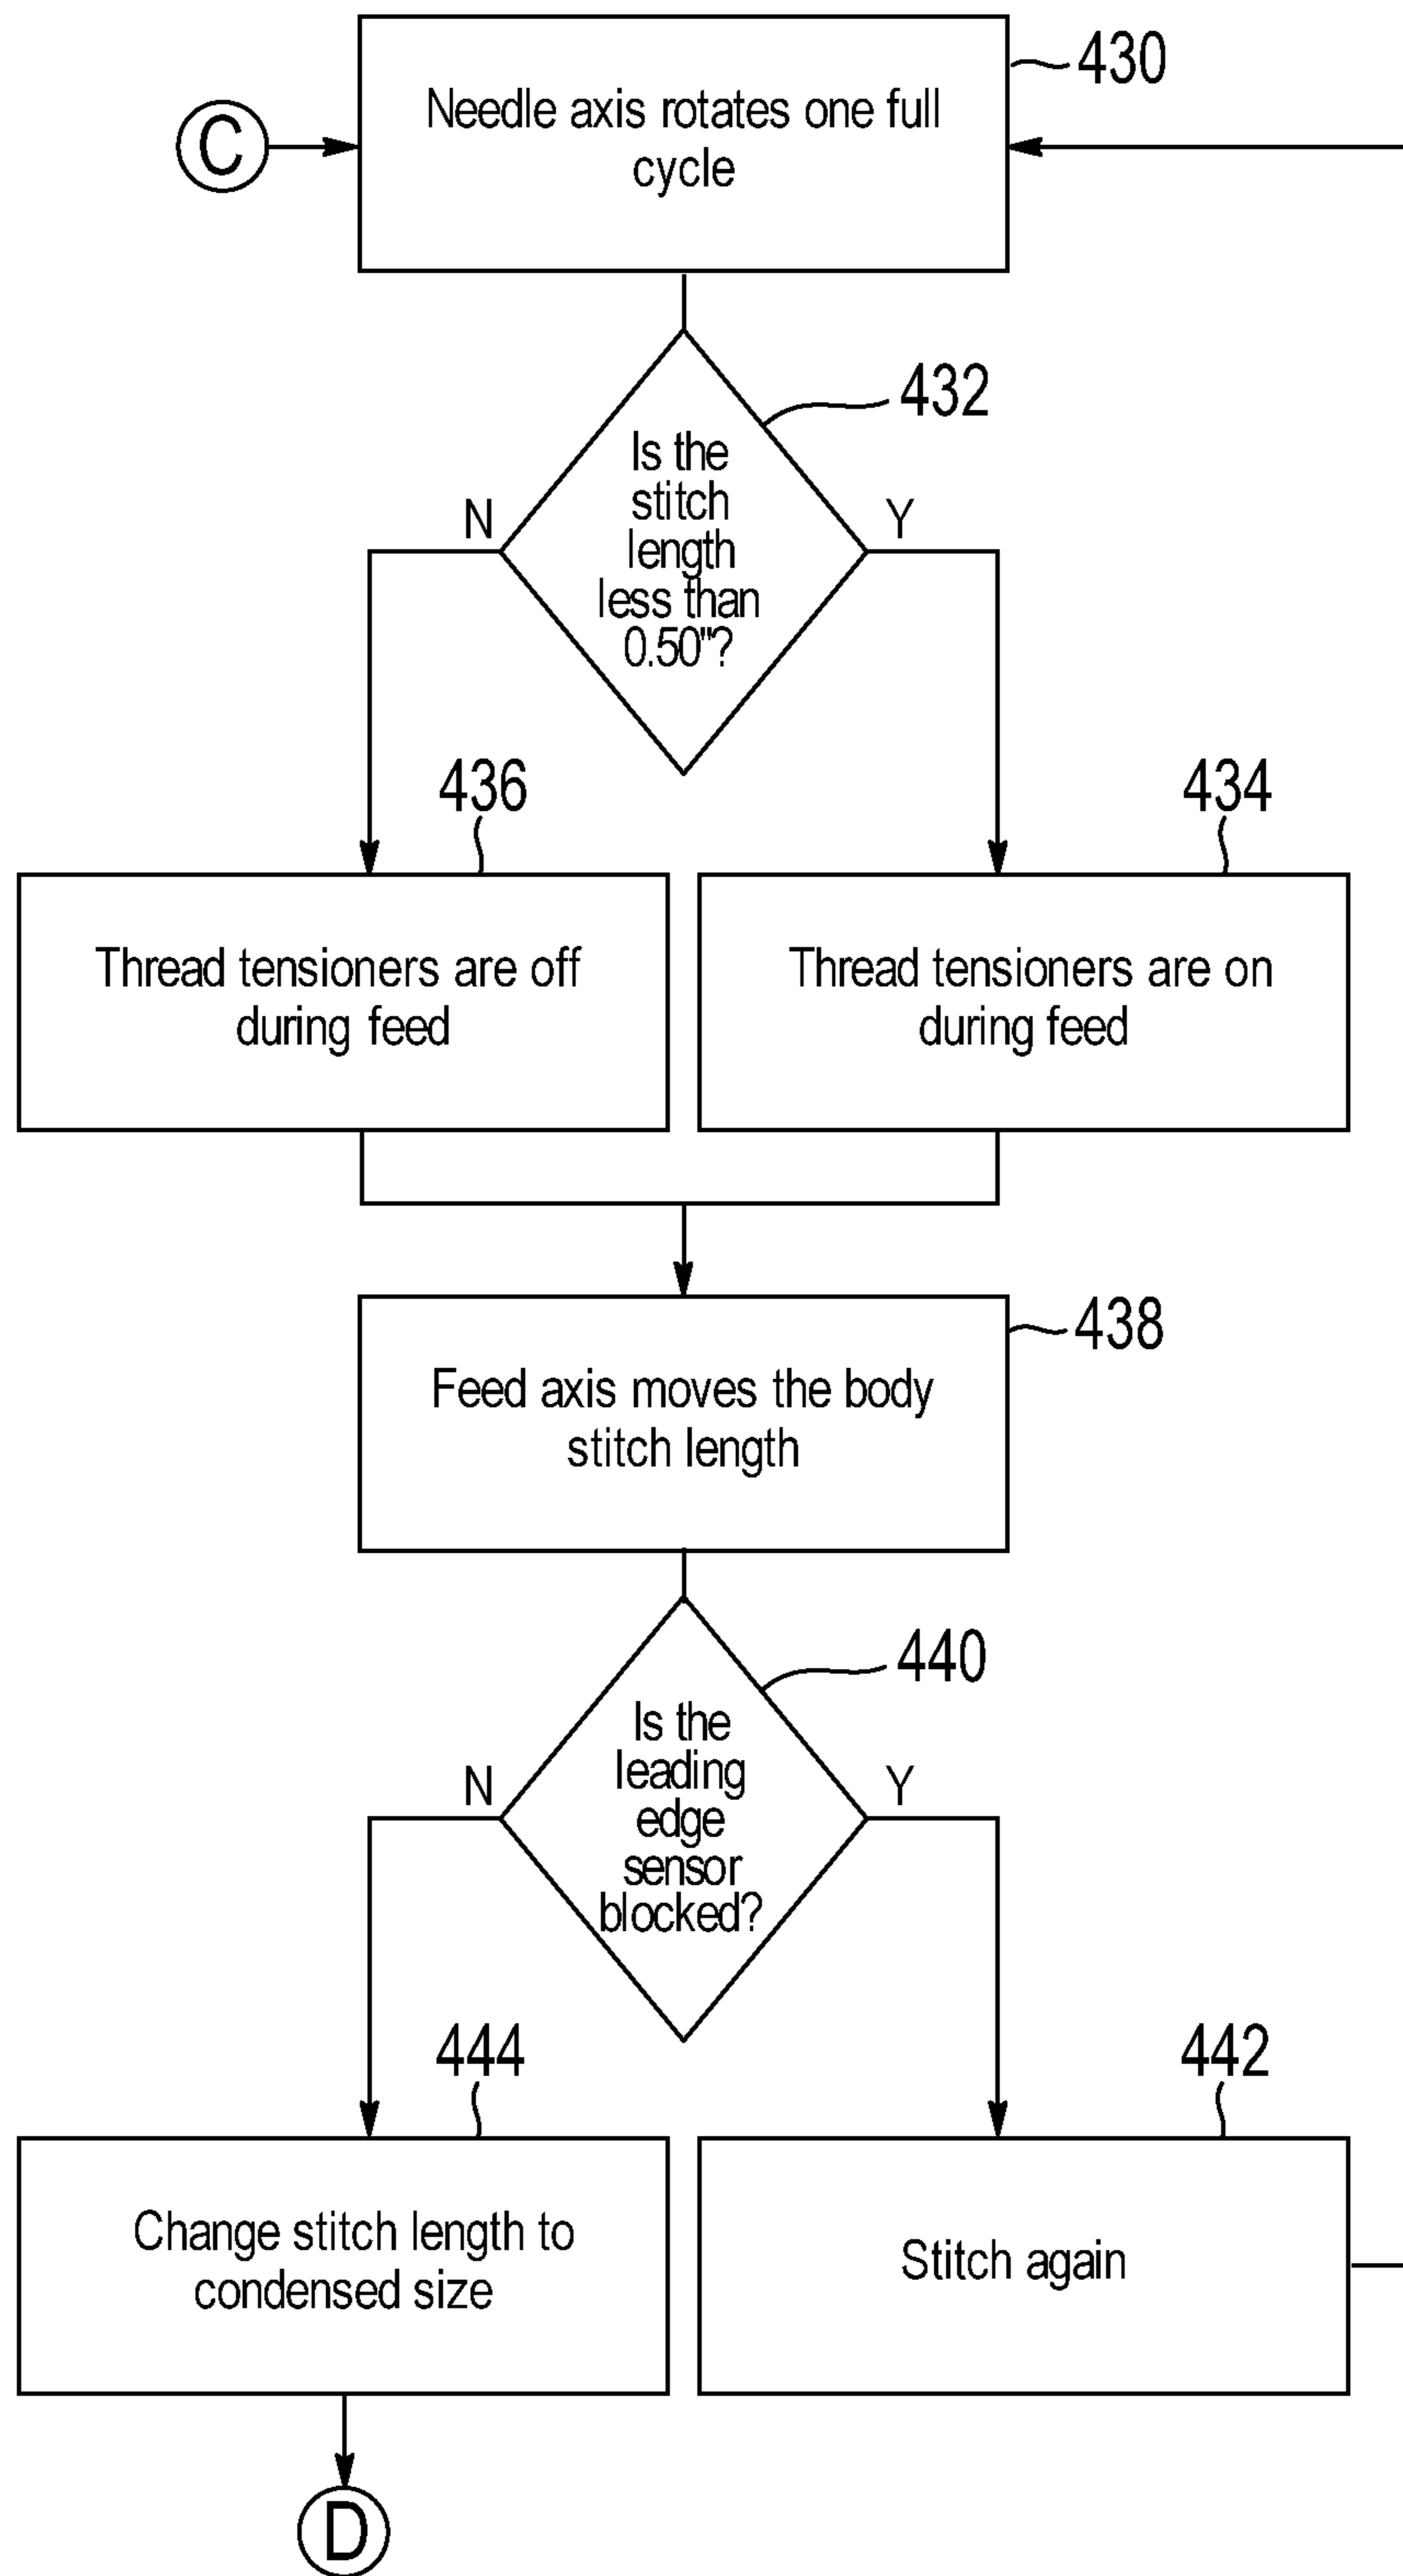 430
C
Needle axis rotates one full
cycle
432
Is the
stitch
length
less than
0.50"?
N
Y
436
434
Thread tensioners are off
during feed
Thread tensioners are on
during feed
438
Feed axis moves the body
stitch length
440
Is the
leading
edge
sensor
blocked?
N
Y
444
442
Change stitch length to
condensed size
Stitch again
D